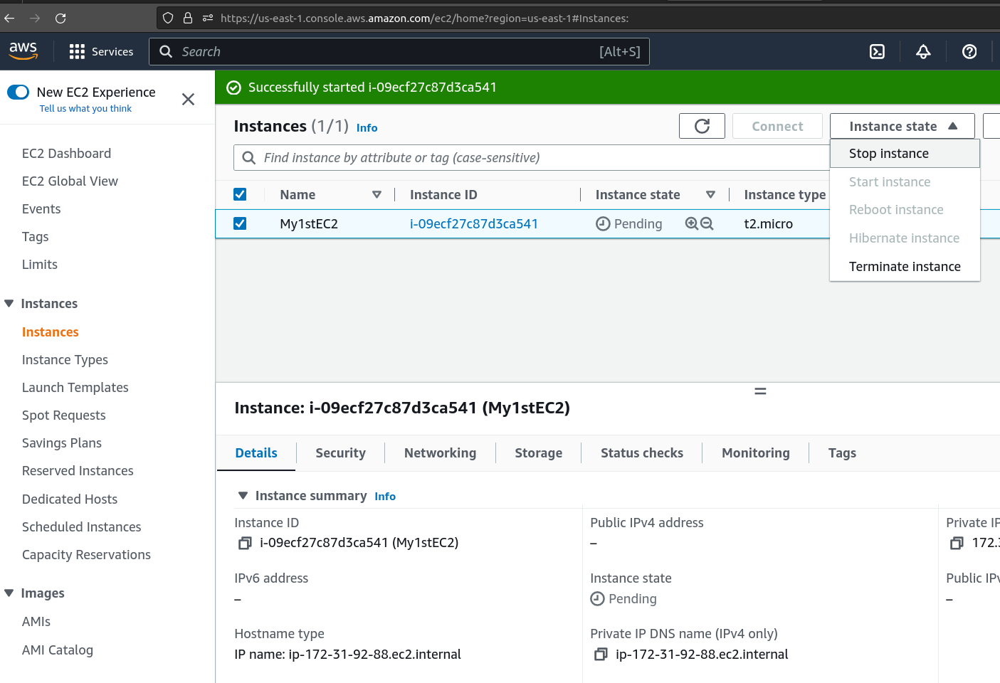 https://us-east-1.console.aws.amazon.com/ec2/home?region=us-east-1#Instances:
aws
Services
Search
[Alt+S]
New EC2 Experience
Tell us what you think
EC2 Dashboard
EC2 Global View
Events
Tags
Limits
Instances
Instances
Instance Types
Launch Templates
Spot Requests
Savings Plans
Reserved Instances
Dedicated Hosts
Scheduled Instances
Capacity Reservations
Images
AMIs
AMI Catalog
Successfully started i-09ecf27c87d3ca541
Instances (1/1) Info
Connect
Instance state
Find instance by attribute or tag (case-sensitive)
Stop instance
Start instance
Reboot instance
Hibernate instance
Terminate instance
Name
Instance ID
Instance state
Instance type
My1stEC2
i-09ecf27c87d3ca541
Pending
t2.micro
Instance: i-09ecf27c87d3ca541 (My1stEC2)
Details
Security
Networking
Storage
Status checks
Monitoring
Tags
Instance summary Info
Instance ID
i-09ecf27c87d3ca541 (My1stEC2)
Public IPv4 address
–
Private IP
172.3
IPv6 address
–
Instance state
Pending
Public IPv
–
Hostname type
IP name: ip-172-31-92-88.ec2.internal
Private IP DNS name (IPv4 only)
ip-172-31-92-88.ec2.internal